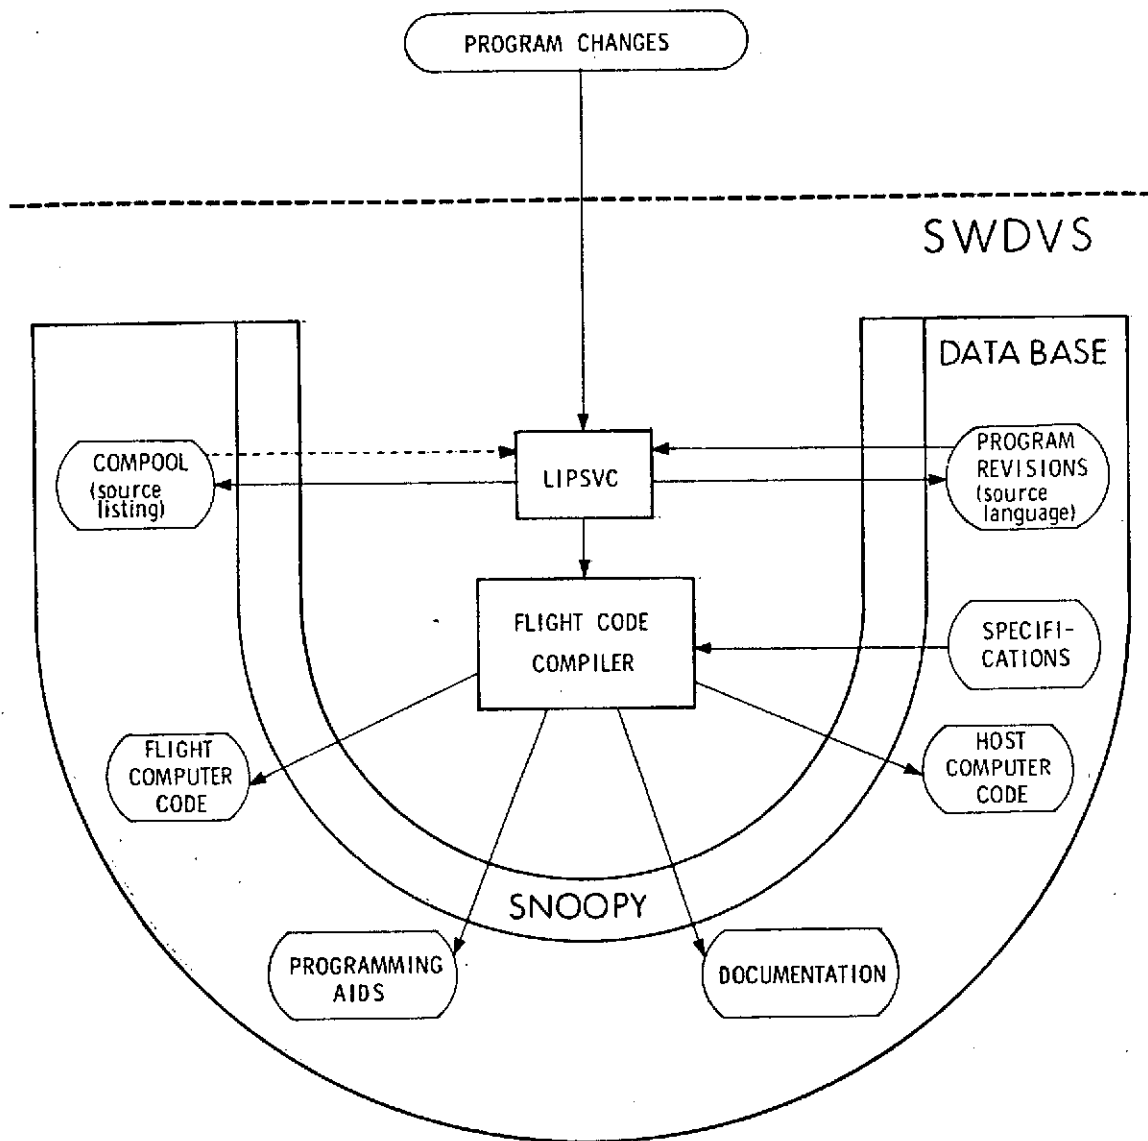 PROGRAM CHANGES
SWDVS
DATA BASE
COMPOOL
(source
listing)
LIPSVC
PROGRAM
REVISIONS
(source
language)
FLIGHT CODE
COMPILER
SPECIFI-
CATIONS
FLIGHT
COMPUTER
CODE
HOST
COMPUTER
CODE
SNOOPY
PROGRAMMING
AIDS
DOCUMENTATION